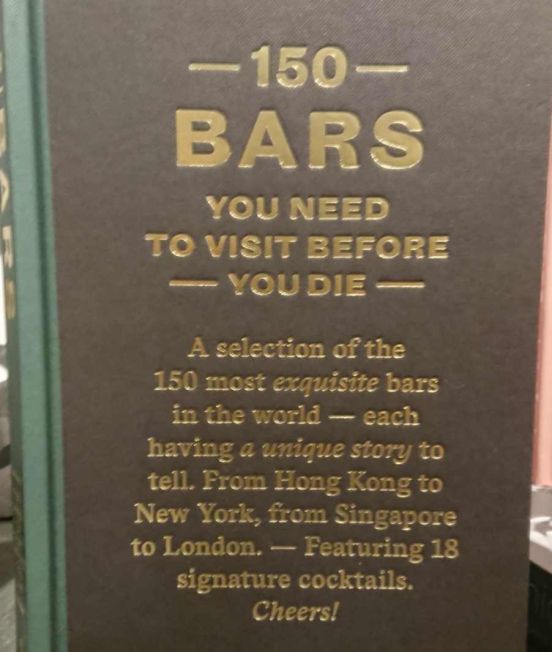 — 150 —
BARS
YOU NEED
TO VISIT BEFORE
— YOU DIE —
A selection of the
150 most exquisite bars
in the world — each
having a unique story to
tell. From Hong Kong to
New York, from Singapore
to London. — Featuring 18
signature cocktails.
Cheers!
BARS